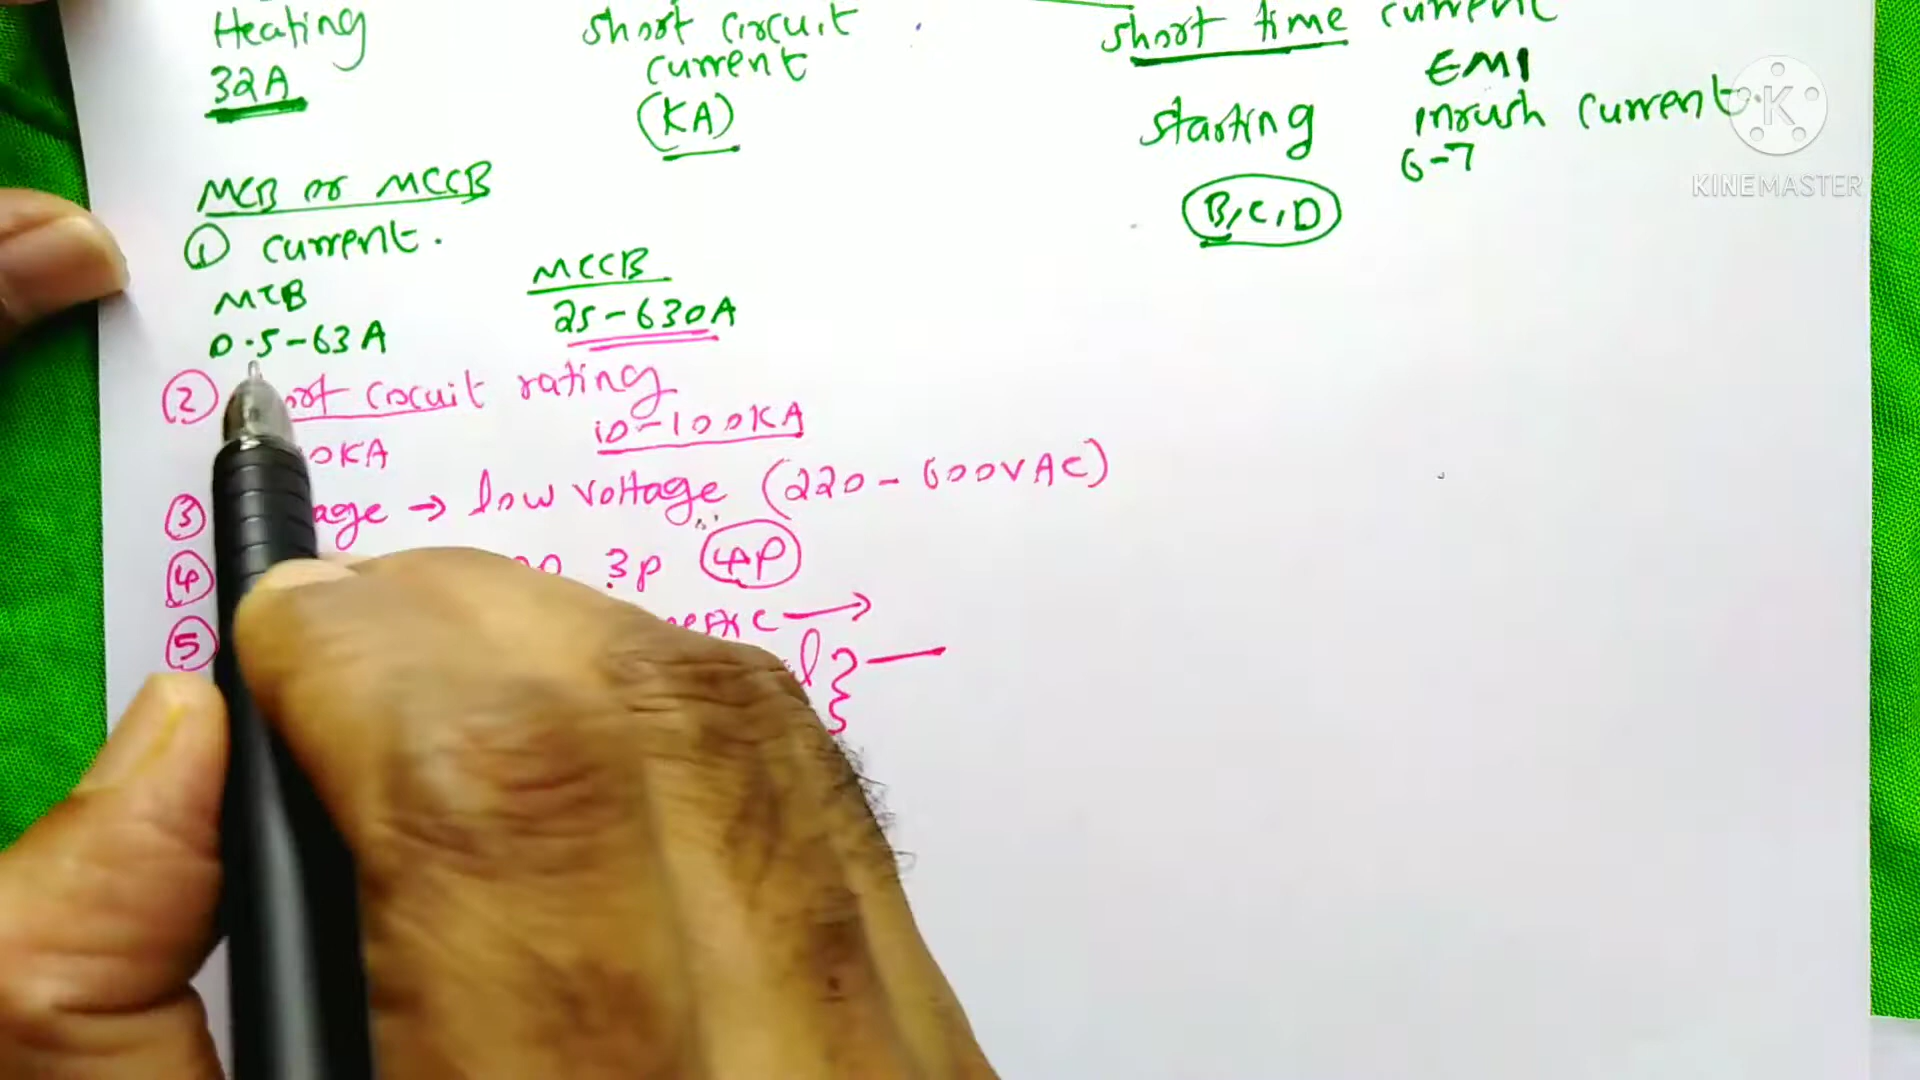 Heating
32A
short circuit
current
(KA)
short time current
EMI
starting
inrush current
6-7
B, C, D
K
KINEMASTER
MCB or MCCB
① current.
MCB
0.5-63A
MCCB
25-630A
② cocuit rating
0KA
10-100KA
③ age → low voltage (220-600VAC)
④ 3p 4p
⑤